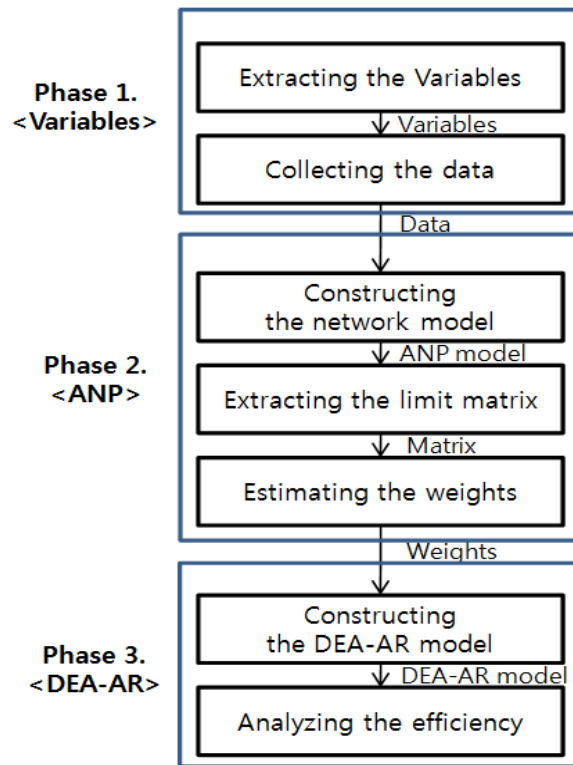 Phase 1.
<Variables>
Extracting the Variables
Variables
Collecting the data
Data
Phase 2.
<ANP>
Constructing
the network model
ANP model
Extracting the limit matrix
Matrix
Estimating the weights
Weights
Phase 3.
<DEA-AR>
Constructing
the DEA-AR model
DEA-AR model
Analyzing the efficiency